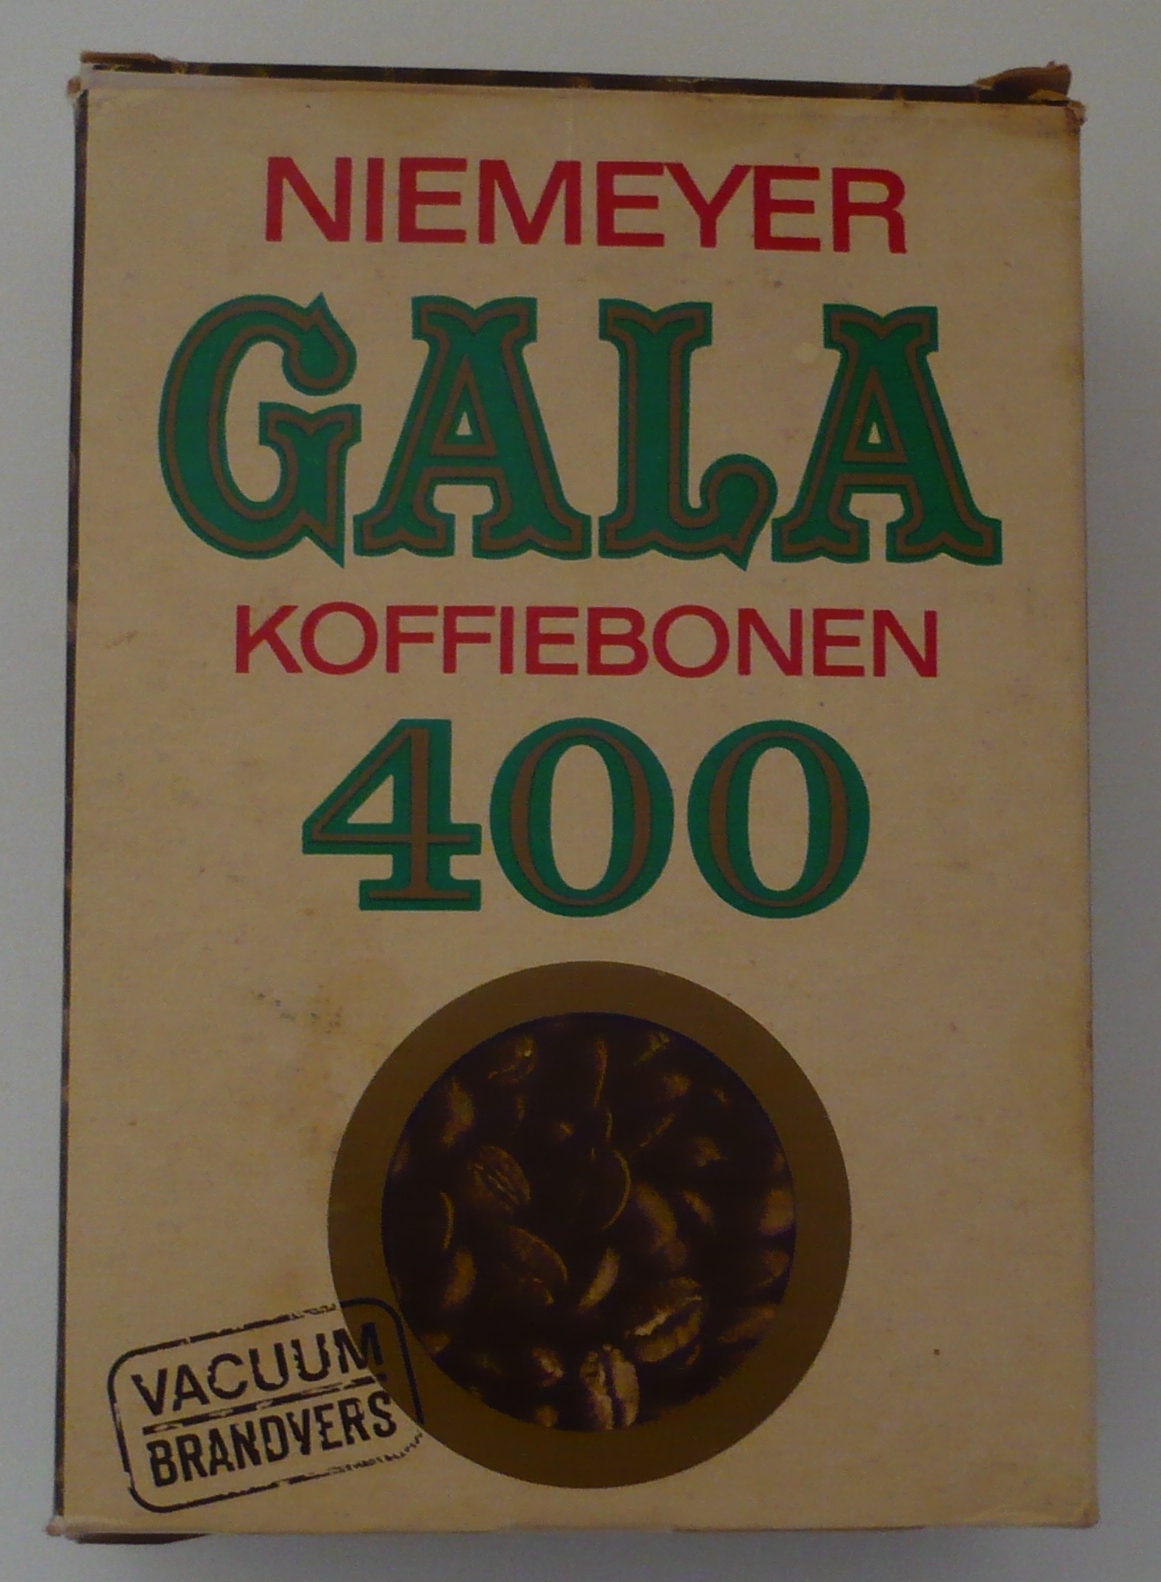 NIEMEYER
GALA
KOFFIEBONEN
400
VACUUM
BRANDVERS